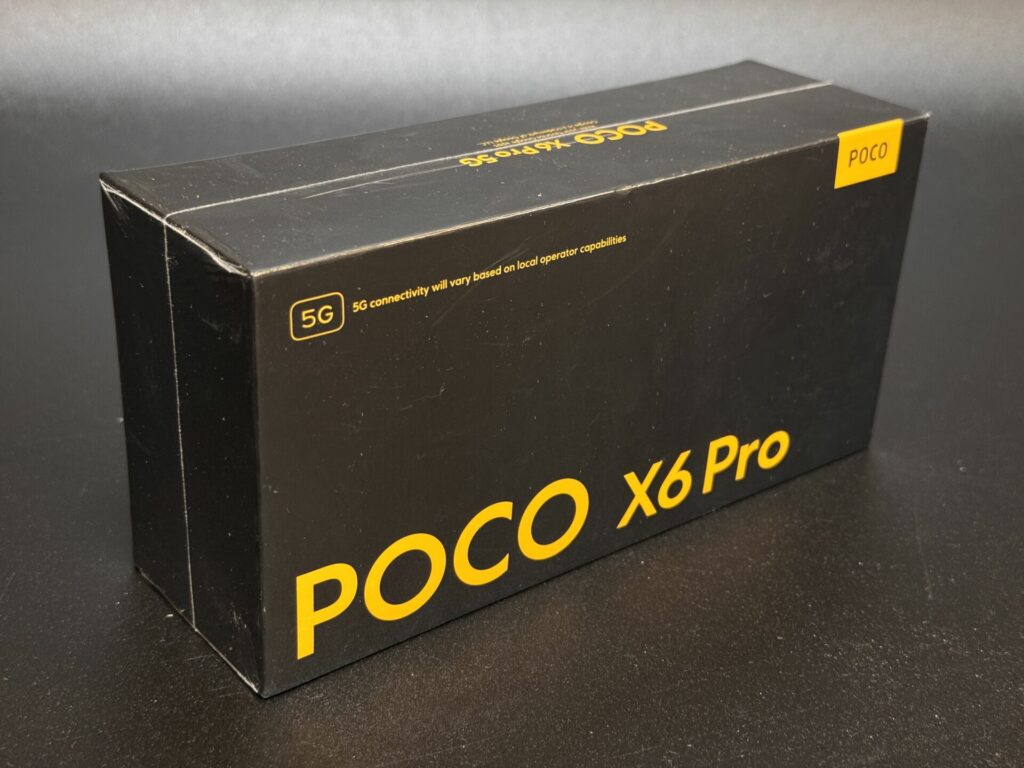 POCO X6 Pro 5G
POCO
5G
5G connectivity will vary based on local operator capabilities
POCO X6 Pro